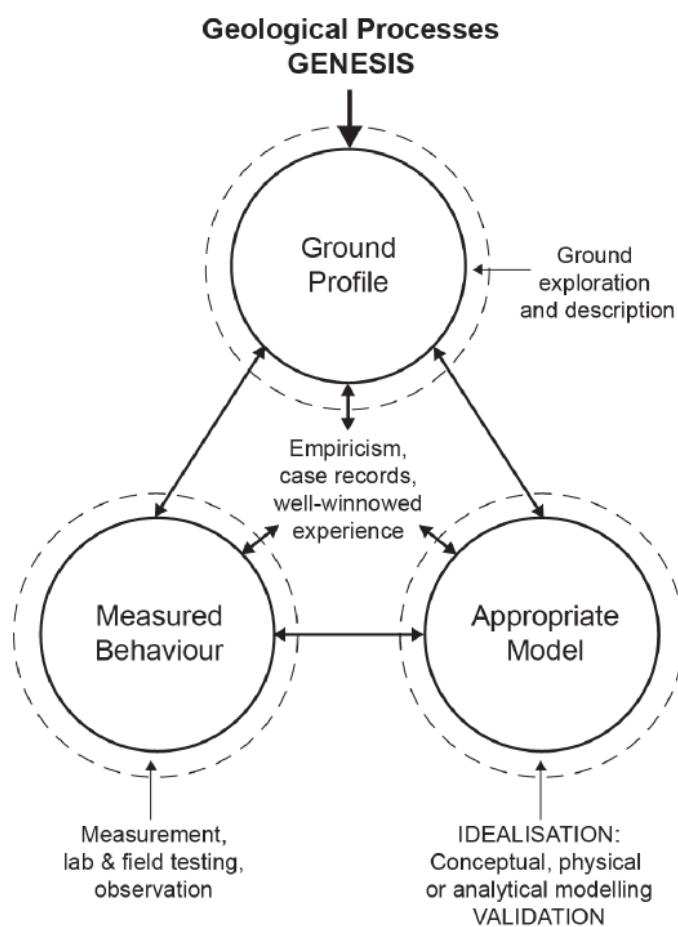 Geological Processes
GENESIS
Ground
Profile
Ground
exploration
and description
Empiricism,
case records,
well-winnowed
experience
Measured
Behaviour
Appropriate
Model
Measurement,
lab & field testing,
observation
IDEALISATION:
Conceptual, physical
or analytical modelling
VALIDATION